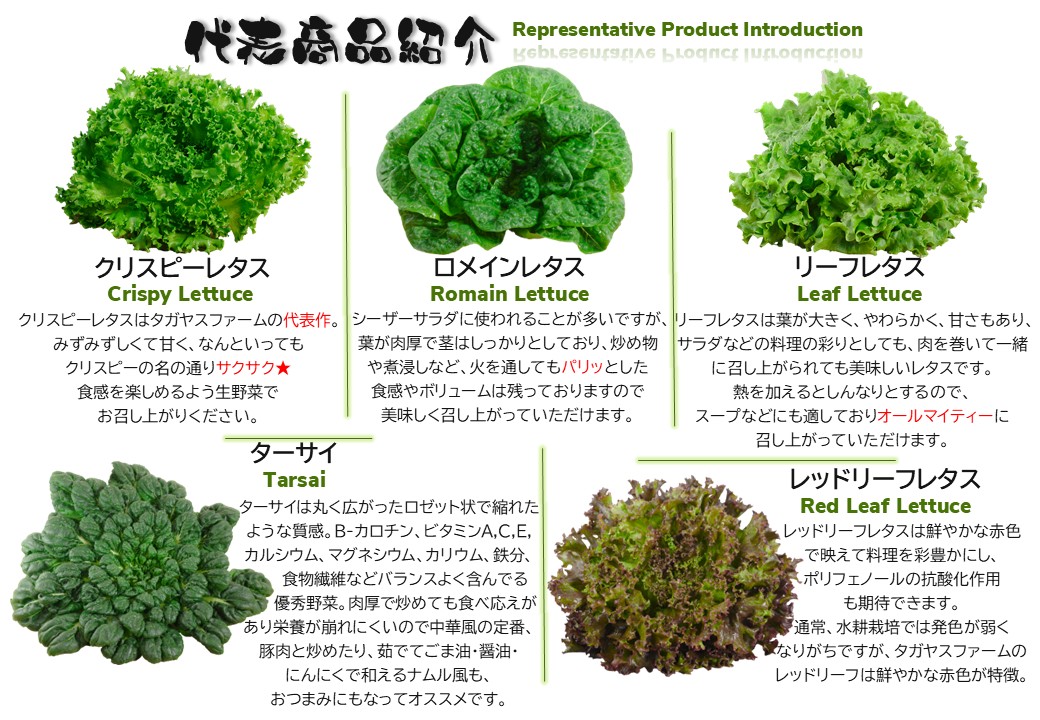 代表商品紹介
Representative Product Introduction
クリスピーレタス
Crispy Lettuce
クリスピーレタスはタガヤスファームの代表作。
みずみずしくて甘く、なんといっても
クリスピーの名の通りサクサク★
食感を楽しめるよう生野菜で
お召し上がりください。
ロメインレタス
Romain Lettuce
シーザーサラダに使われることが多いですが、
葉が肉厚で茎はしっかりとしており、炒め物
や煮浸しなど、火を通してもパリッとした
食感やボリュームは残っておりますので
美味しく召し上がっていただけます。
リーフレタス
Leaf Lettuce
リーフレタスは葉が大きく、やわらかく、甘さもあり、
サラダなどの料理の彩りとしても、肉を巻いて一緒
に召し上がられても美味しいレタスです。
熱を加えるとしんなりとするので、
スープなどにも適しておりオールマイティーに
召し上がっていただけます。
ターサイ
Tarsai
ターサイは丸く広がったロゼット状で縮れた
ような質感。B-カロチン、ビタミンA,C,E,
カルシウム、マグネシウム、カリウム、鉄分、
食物繊維などバランスよく含んでる
優秀野菜。肉厚で炒めても食べ応えが
あり栄養が崩れにくいので中華風の定番、
豚肉と炒めたり、茹でてごま油・醤油・
にんにくで和えるナムル風も、
おつまみにもなってオススメです。
レッドリーフレタス
Red Leaf Lettuce
レッドリーフレタスは鮮やかな赤色
で映えて料理を彩豊かにし、
ポリフェノールの抗酸化作用
も期待できます。
通常、水耕栽培では発色が弱く
なりがちですが、タガヤスファームの
レッドリーフは鮮やかな赤色が特徴。